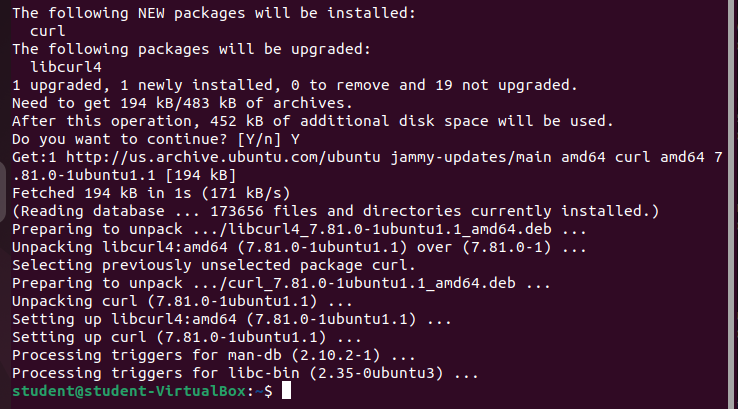 The following NEW packages will be installed:
  curl
The following packages will be upgraded:
  libcurl4
1 upgraded, 1 newly installed, 0 to remove and 19 not upgraded.
Need to get 194 kB/483 kB of archives.
After this operation, 452 kB of additional disk space will be used.
Do you want to continue? [Y/n] Y
Get:1 http://us.archive.ubuntu.com/ubuntu jammy-updates/main amd64 curl amd64 7
.81.0-1ubuntu1.1 [194 kB]
Fetched 194 kB in 1s (171 kB/s)
(Reading database ... 173656 files and directories currently installed.)
Preparing to unpack .../libcurl4_7.81.0-1ubuntu1.1_amd64.deb ...
Unpacking libcurl4:amd64 (7.81.0-1ubuntu1.1) over (7.81.0-1) ...
Selecting previously unselected package curl.
Preparing to unpack .../curl_7.81.0-1ubuntu1.1_amd64.deb ...
Unpacking curl (7.81.0-1ubuntu1.1) ...
Setting up libcurl4:amd64 (7.81.0-1ubuntu1.1) ...
Setting up curl (7.81.0-1ubuntu1.1) ...
Processing triggers for man-db (2.10.2-1) ...
Processing triggers for libc-bin (2.35-0ubuntu3) ...
student@student-VirtualBox:~$